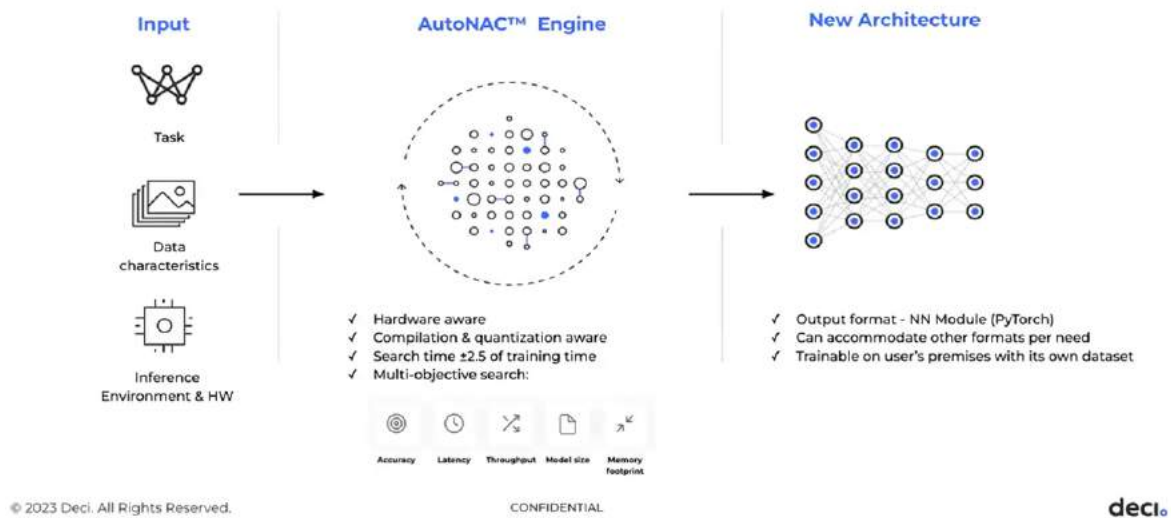 Input
Task
Data
characteristics
Inference
Environment & HW
AutoNAC™ Engine
✓ Hardware aware
✓ Compilation & quantization aware
✓ Search time ±2.5 of training time
✓ Multi-objective search:
Accuracy
Latency
Throughput
Model size
Memory
footprint
New Architecture
✓ Output format - NN Module (PyTorch)
✓ Can accommodate other formats per need
✓ Trainable on user's premises with its own dataset
© 2023 Deci. All Rights Reserved.
CONFIDENTIAL
deci.